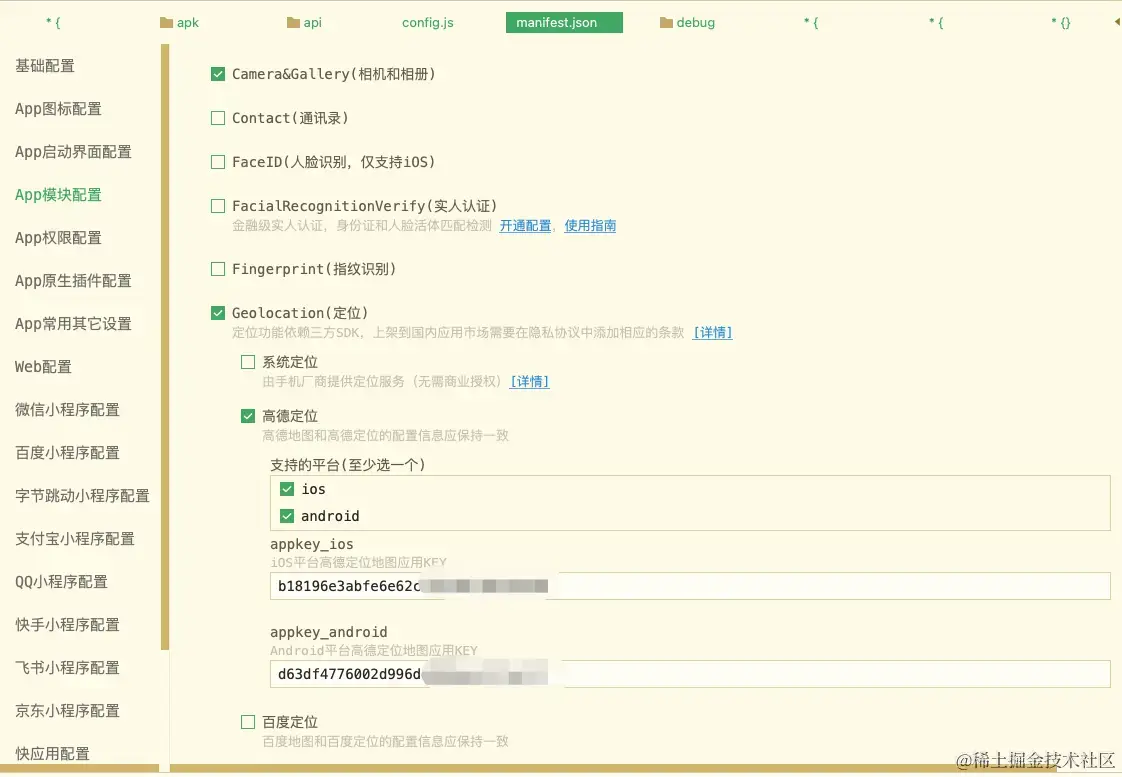 * { apk api config.js manifest.json debug * { * { * {}
基础配置
App图标配置
App启动界面配置
App模块配置
App权限配置
App原生插件配置
App常用其它设置
Web配置
微信小程序配置
百度小程序配置
字节跳动小程序配置
支付宝小程序配置
QQ小程序配置
快手小程序配置
飞书小程序配置
京东小程序配置
快应用配置
Camera&Gallery(相机和相册)
Contact(通讯录)
FaceID(人脸识别，仅支持iOS)
FacialRecognitionVerify(实人认证)
金融级实人认证，身份证和人脸活体匹配检测 开通配置，使用指南
Fingerprint(指纹识别)
Geolocation(定位)
定位功能依赖三方SDK，上架到国内应用市场需要在隐私协议中添加相应的条款 [详情]
系统定位
由手机厂商提供定位服务（无需商业授权）[详情]
高德定位
高德地图和高德定位的配置信息应保持一致
支持的平台(至少选一个)
ios
android
appkey_ios
iOS平台高德定位地图应用KEY
b18196e3abfe6e62c
appkey_android
Android平台高德定位地图应用KEY
d63df4776002d996d
百度定位
百度地图和百度定位的配置信息应保持一致
@稀土掘金技术社区